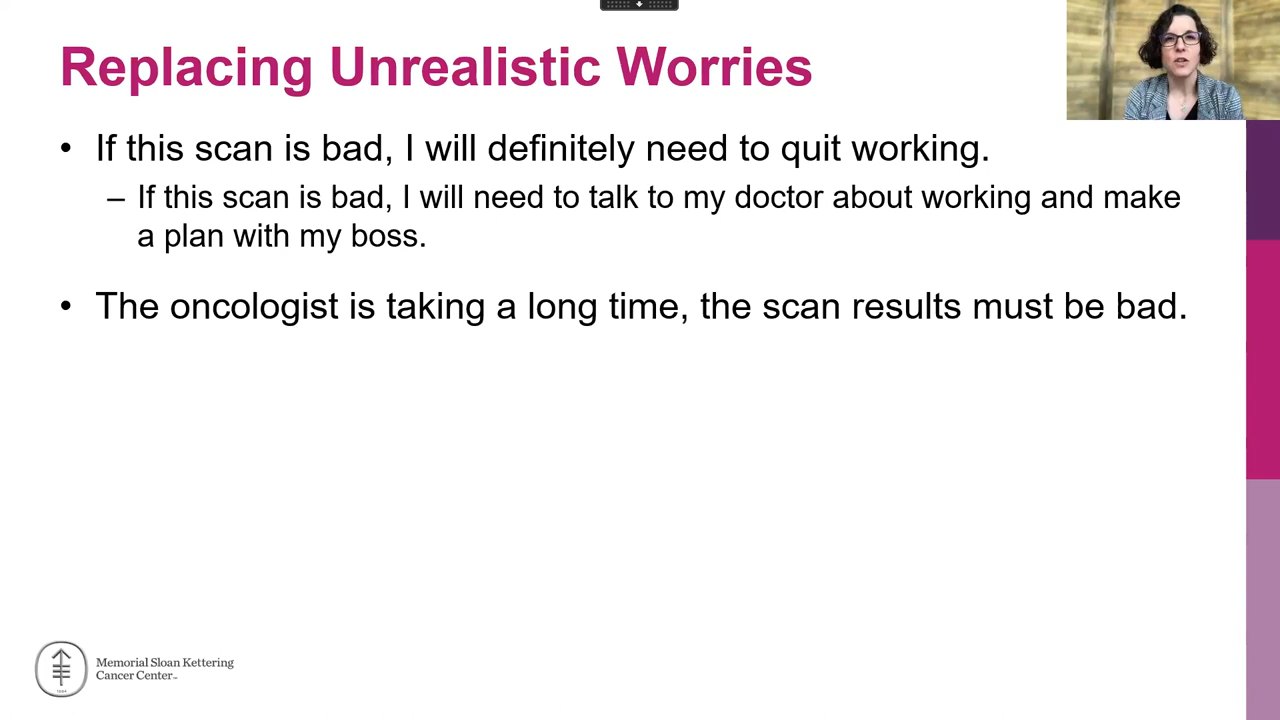 Replacing Unrealistic Worries
• If this scan is bad, I will definitely need to quit working.
– If this scan is bad, I will need to talk to my doctor about working and make
a plan with my boss.
• The oncologist is taking a long time, the scan results must be bad.
Memorial Sloan Kettering
Cancer Center
1884